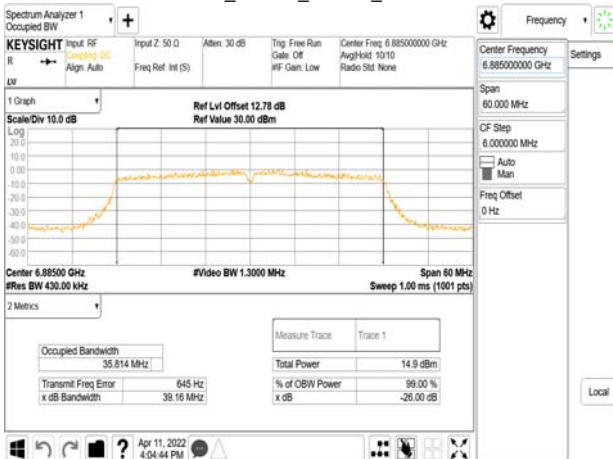 Spectrum Analyzer 1
Occupied BW
Frequency
KEYSIGHT
R
LXI
Input: RF
Coupling: DC
Align: Auto
Input Z: 50 Ω
Freq Ref: Int (S)
Atten: 30 dB
Trig: Free Run
Gate: Off
#IF Gain: Low
Center Freq: 6.885000000 GHz
Avg|Hold: 10/10
Radio Std: None
Center Frequency
6.885000000 GHz
Settings
Span
60.000 MHz
CF Step
6.000000 MHz
Auto
Man
Freq Offset
0 Hz
1 Graph
Scale/Div 10.0 dB
Ref Lvl Offset 12.78 dB
Ref Value 30.00 dBm
Log
20.0
10.0
0.00
-10.0
-20.0
-30.0
-40.0
-50.0
-60.0
Center 6.88500 GHz
#Res BW 430.00 kHz
#Video BW 1.3000 MHz
Span 60 MHz
Sweep 1.00 ms (1001 pts)
2 Metrics
Measure Trace Trace 1
Occupied Bandwidth
35.814 MHz
Total Power 14.9 dBm
Transmit Freq Error 645 Hz
% of OBW Power 99.00 %
x dB Bandwidth 39.16 MHz
x dB -26.00 dB
Local
?
Apr 11, 2022
4:04:44 PM